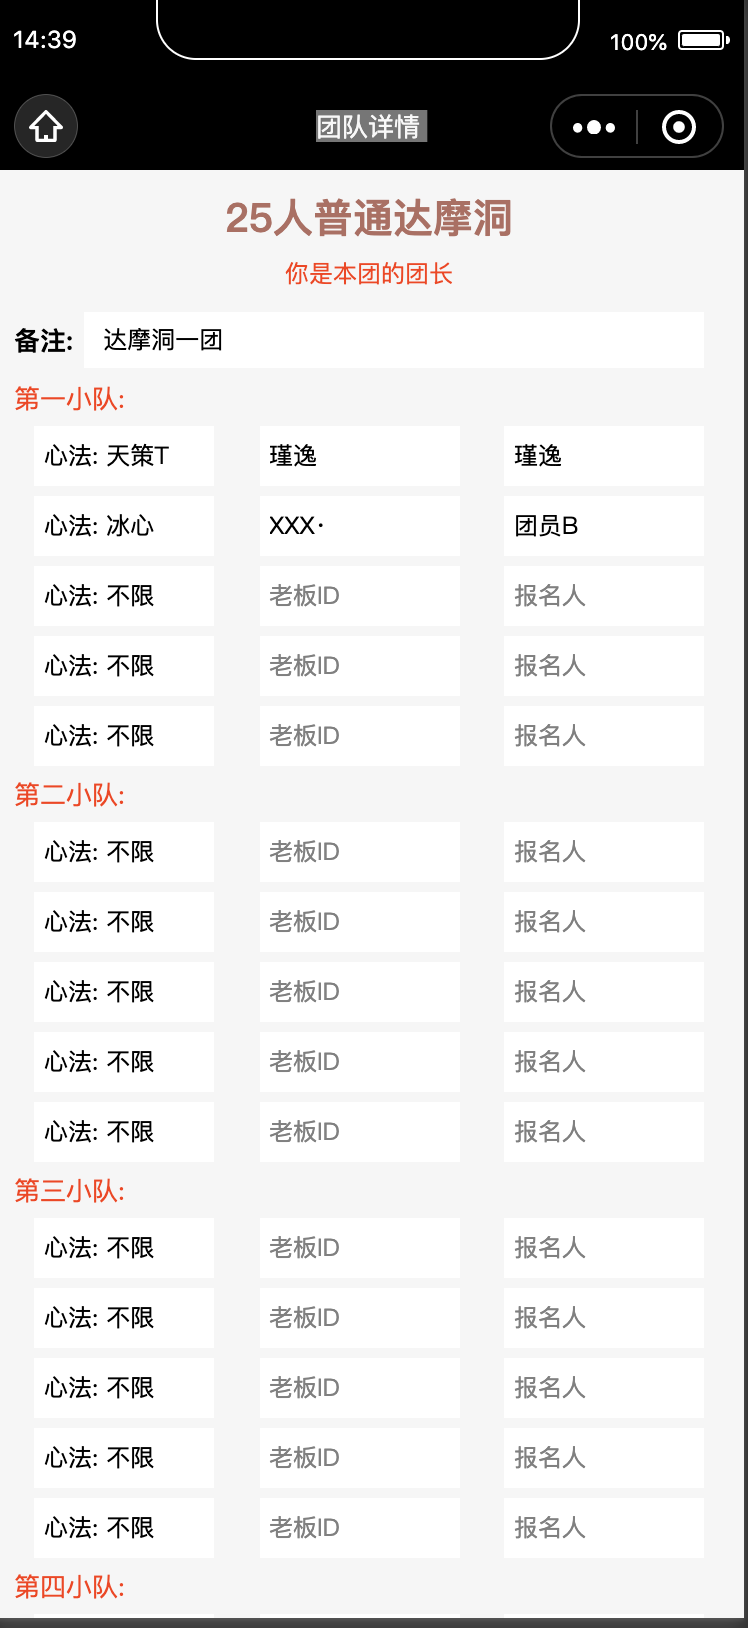 14:39
100%
团队详情
25人普通达摩洞
你是本团的团长
备注: 达摩洞一团
第一小队:
心法: 天策T 瑾逸 瑾逸
心法: 冰心 XXX· 团员B
心法: 不限 老板ID 报名人
心法: 不限 老板ID 报名人
心法: 不限 老板ID 报名人
第二小队:
心法: 不限 老板ID 报名人
心法: 不限 老板ID 报名人
心法: 不限 老板ID 报名人
心法: 不限 老板ID 报名人
心法: 不限 老板ID 报名人
第三小队:
心法: 不限 老板ID 报名人
心法: 不限 老板ID 报名人
心法: 不限 老板ID 报名人
心法: 不限 老板ID 报名人
心法: 不限 老板ID 报名人
第四小队: